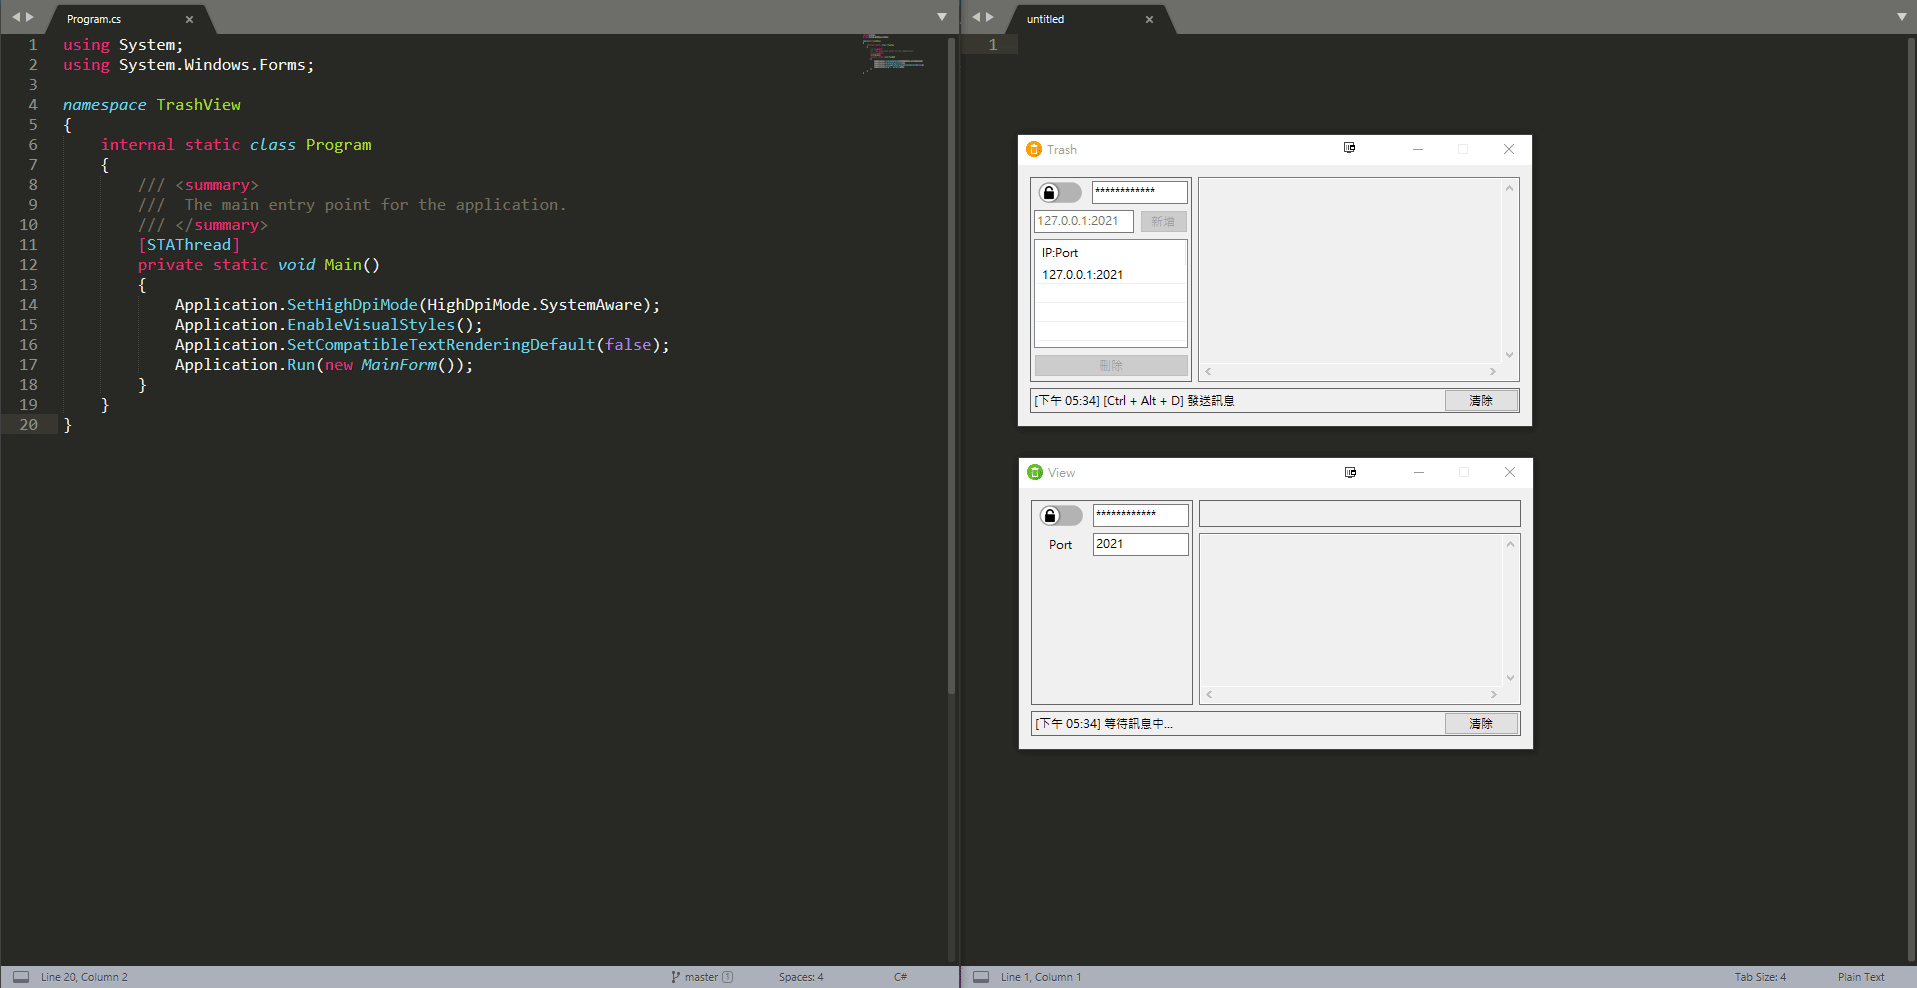 Program.cs
1 using System;
2 using System.Windows.Forms;
3
4 namespace TrashView
5 {
6 internal static class Program
7 {
8 /// <summary>
9 /// The main entry point for the application.
10 /// </summary>
11 [STAThread]
12 private static void Main()
13 {
14 Application.SetHighDpiMode(HighDpiMode.SystemAware);
15 Application.EnableVisualStyles();
16 Application.SetCompatibleTextRenderingDefault(false);
17 Application.Run(new MainForm());
18 }
19 }
20 }
Line 20, Column 2 master 1 Spaces: 4 C#
untitled
1
Trash
************
127.0.0.1:2021 新增
IP:Port
127.0.0.1:2021
刪除
[下午 05:34] [Ctrl + Alt + D] 發送訊息 清除
View
************
Port 2021
[下午 05:34] 等待訊息中... 清除
Line 1, Column 1 Tab Size: 4 Plain Text